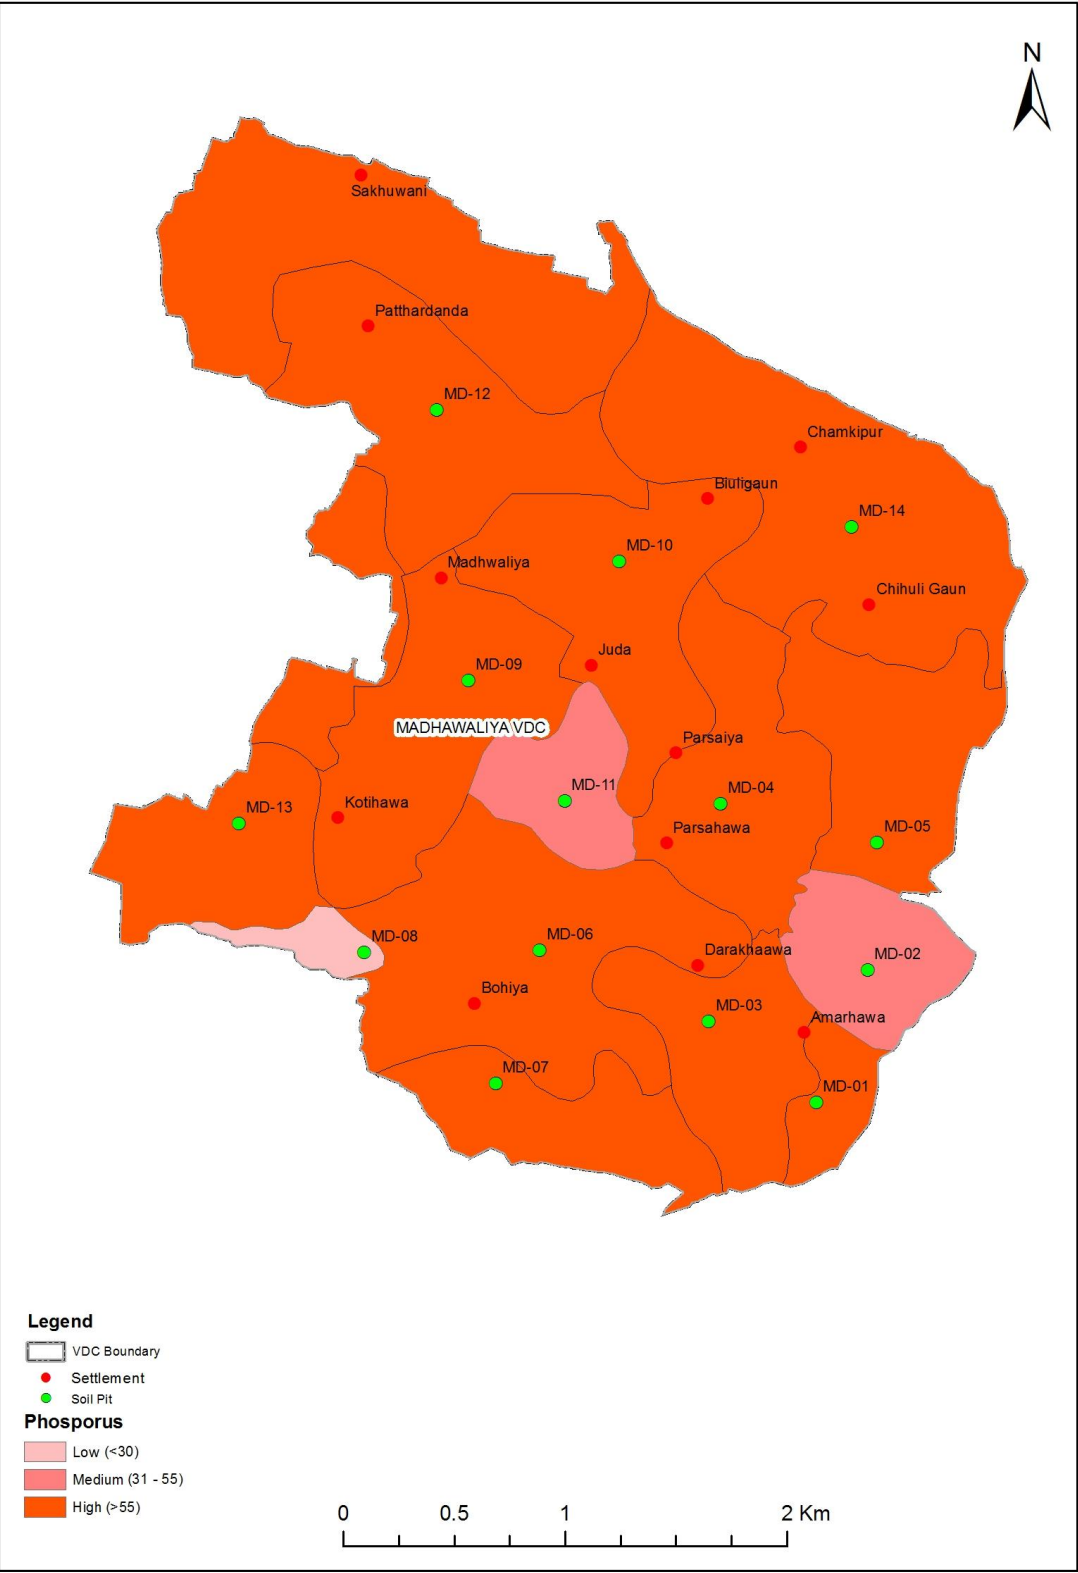 N
Sakhuwani
Patthardanda
MD-12
Chamkipur
Biuligaun
MD-14
MD-10
Madhwaliya
Chihuli Gaun
Juda
MD-09
MADHAWALIYA VDC
Parsaiya
MD-11
MD-04
MD-13
Kotihawa
Parsahawa
MD-05
MD-08
MD-06
Darakhaawa
MD-02
Bohiya
MD-03
Amarhawa
MD-07
MD-01
Legend
VDC Boundary
Settlement
Soil Pit
Phosporus
Low (<30)
Medium (31 - 55)
High (>55)
0 0.5 1 2 Km